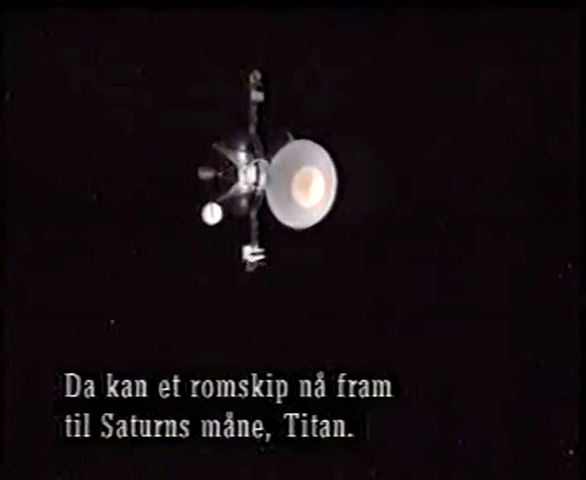 Da kan et romskip nå fram
til Saturns måne, Titan.